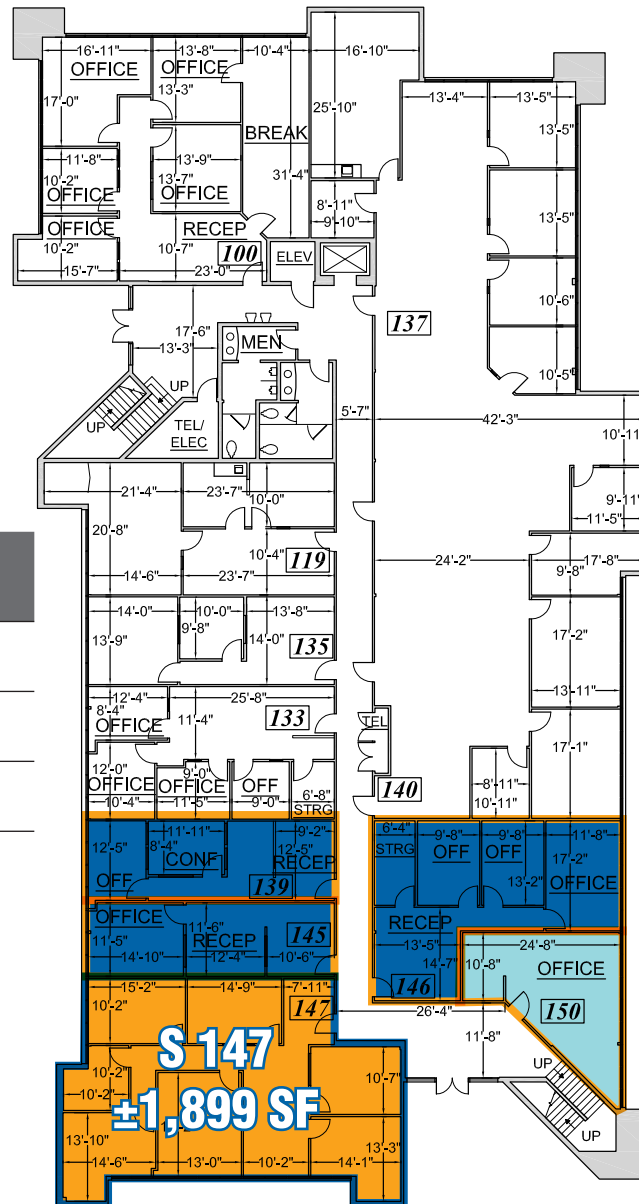 16'-11" 13'-8" 10'-4" 16'-10"
OFFICE OFFICE
13'-3"
17'-0" 25'-10" 13'-4" 13'-5"
13'-5"
BREAK
11'-8" 13'-9"
10'-2" 13'-7" 31'-4"
OFFICE OFFICE 8'-11" 13'-5"
OFFICE RECEP 9'-10"
10'-2" 10'-7" 100 ELEV
15'-7" 23'-0"
10'-6"
17'-6" 137
13'-3" MEN
10'-5"
UP
UP TEL/
ELEC
5'-7" 42'-3"
10'-11"
21'-4" 23'-7" 10'-0" 9'-11"
11'-5"
20'-8" 10'-4" 119 24'-2" 9'-8" 17'-8"
14'-6" 23'-7"
14'-0" 10'-0" 13'-8"
13'-9" 9'-8" 14'-0" 135 17'-2"
12'-4" 25'-8" 13'-11"
8'-4" 11'-4" 133 TEL
OFFICE 17'-1"
12'-0" 9'-0"
OFFICE OFFICE OFF 140 8'-11"
10'-4" 11'-5" 9'-0" 6'-8" 10'-11"
STRG
11'-11" 9'-2" 6'-4" 9'-8" 9'-8" 11'-8"
12'-5" 8'-4" CONF 12'-5" RECEP STRG OFF OFF 17'-2"
OFF 139 13'-2" OFFICE
OFFICE 11'-6" RECEP
11'-5" RECEP 145 13'-5" 24'-8"
14'-10" 12'-4" 10'-6" 14'-7" 10'-8" OFFICE
15'-2" 14'-9" 7'-11" 146 150
10'-2" 147 26'-4"
S 147 11'-8"
10'-2" ±1,899 SF 10'-7" UP
10'-2"
13'-10" 13'-3" UP
14'-6" 13'-0" 10'-2" 14'-1"